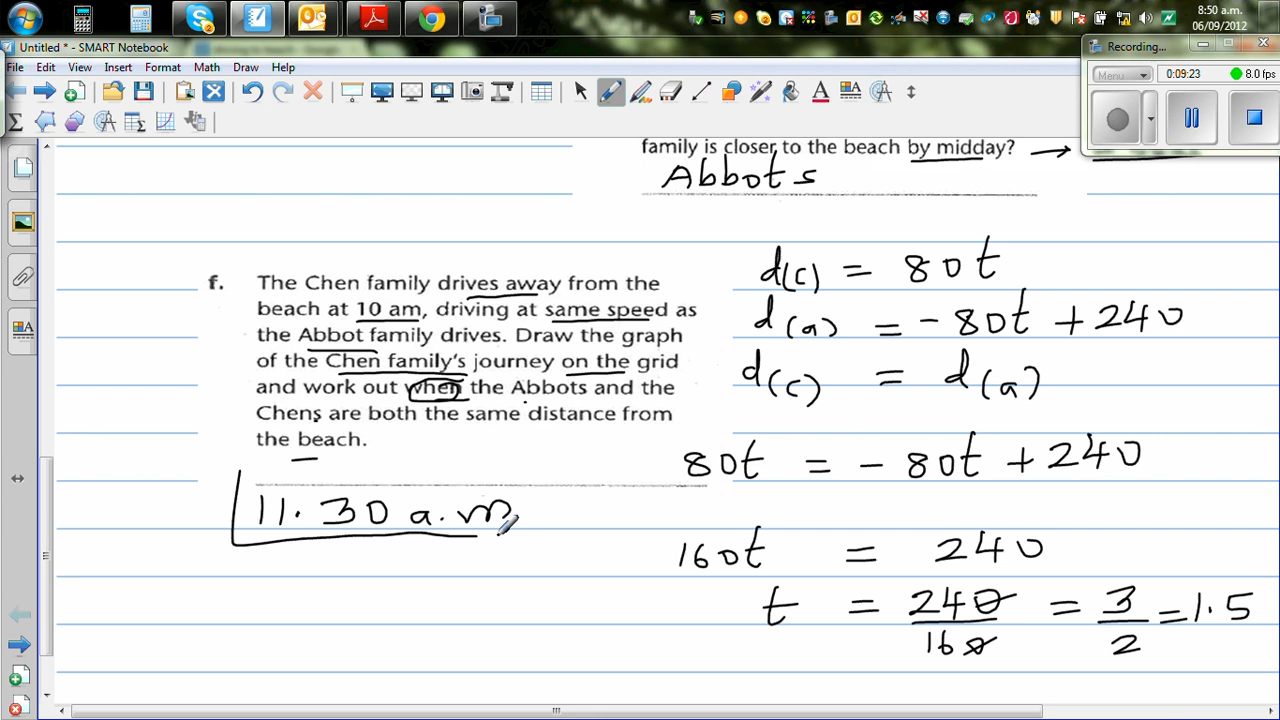 8:50 am
06/09/2012
Untitled * - SMART Notebook
File Edit View Insert Format Math Draw Help
Recording...
Menu
0:09:23
8.0 fps
family is closer to the beach by midday?
Abbots
f. The Chen family drives away from the
beach at 10 am, driving at same speed as
the Abbot family drives. Draw the graph
of the Chen family's journey on the grid
and work out when the Abbots and the
Chens are both the same distance from
the beach.
11.30 a.m
d(c) = 80t
d(a) = -80t + 240
d(c) = d(a)
80t = -80t + 240
160t = 240
t = 240/160 = 3/2 = 1.5